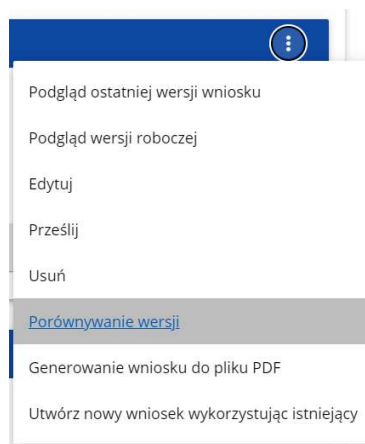 Podgląd ostatniej wersji wniosku
Podgląd wersji roboczej
Edytuj
Prześlij
Usuń
Porównywanie wersji
Generowanie wniosku do pliku PDF
Utwórz nowy wniosek wykorzystując istniejący